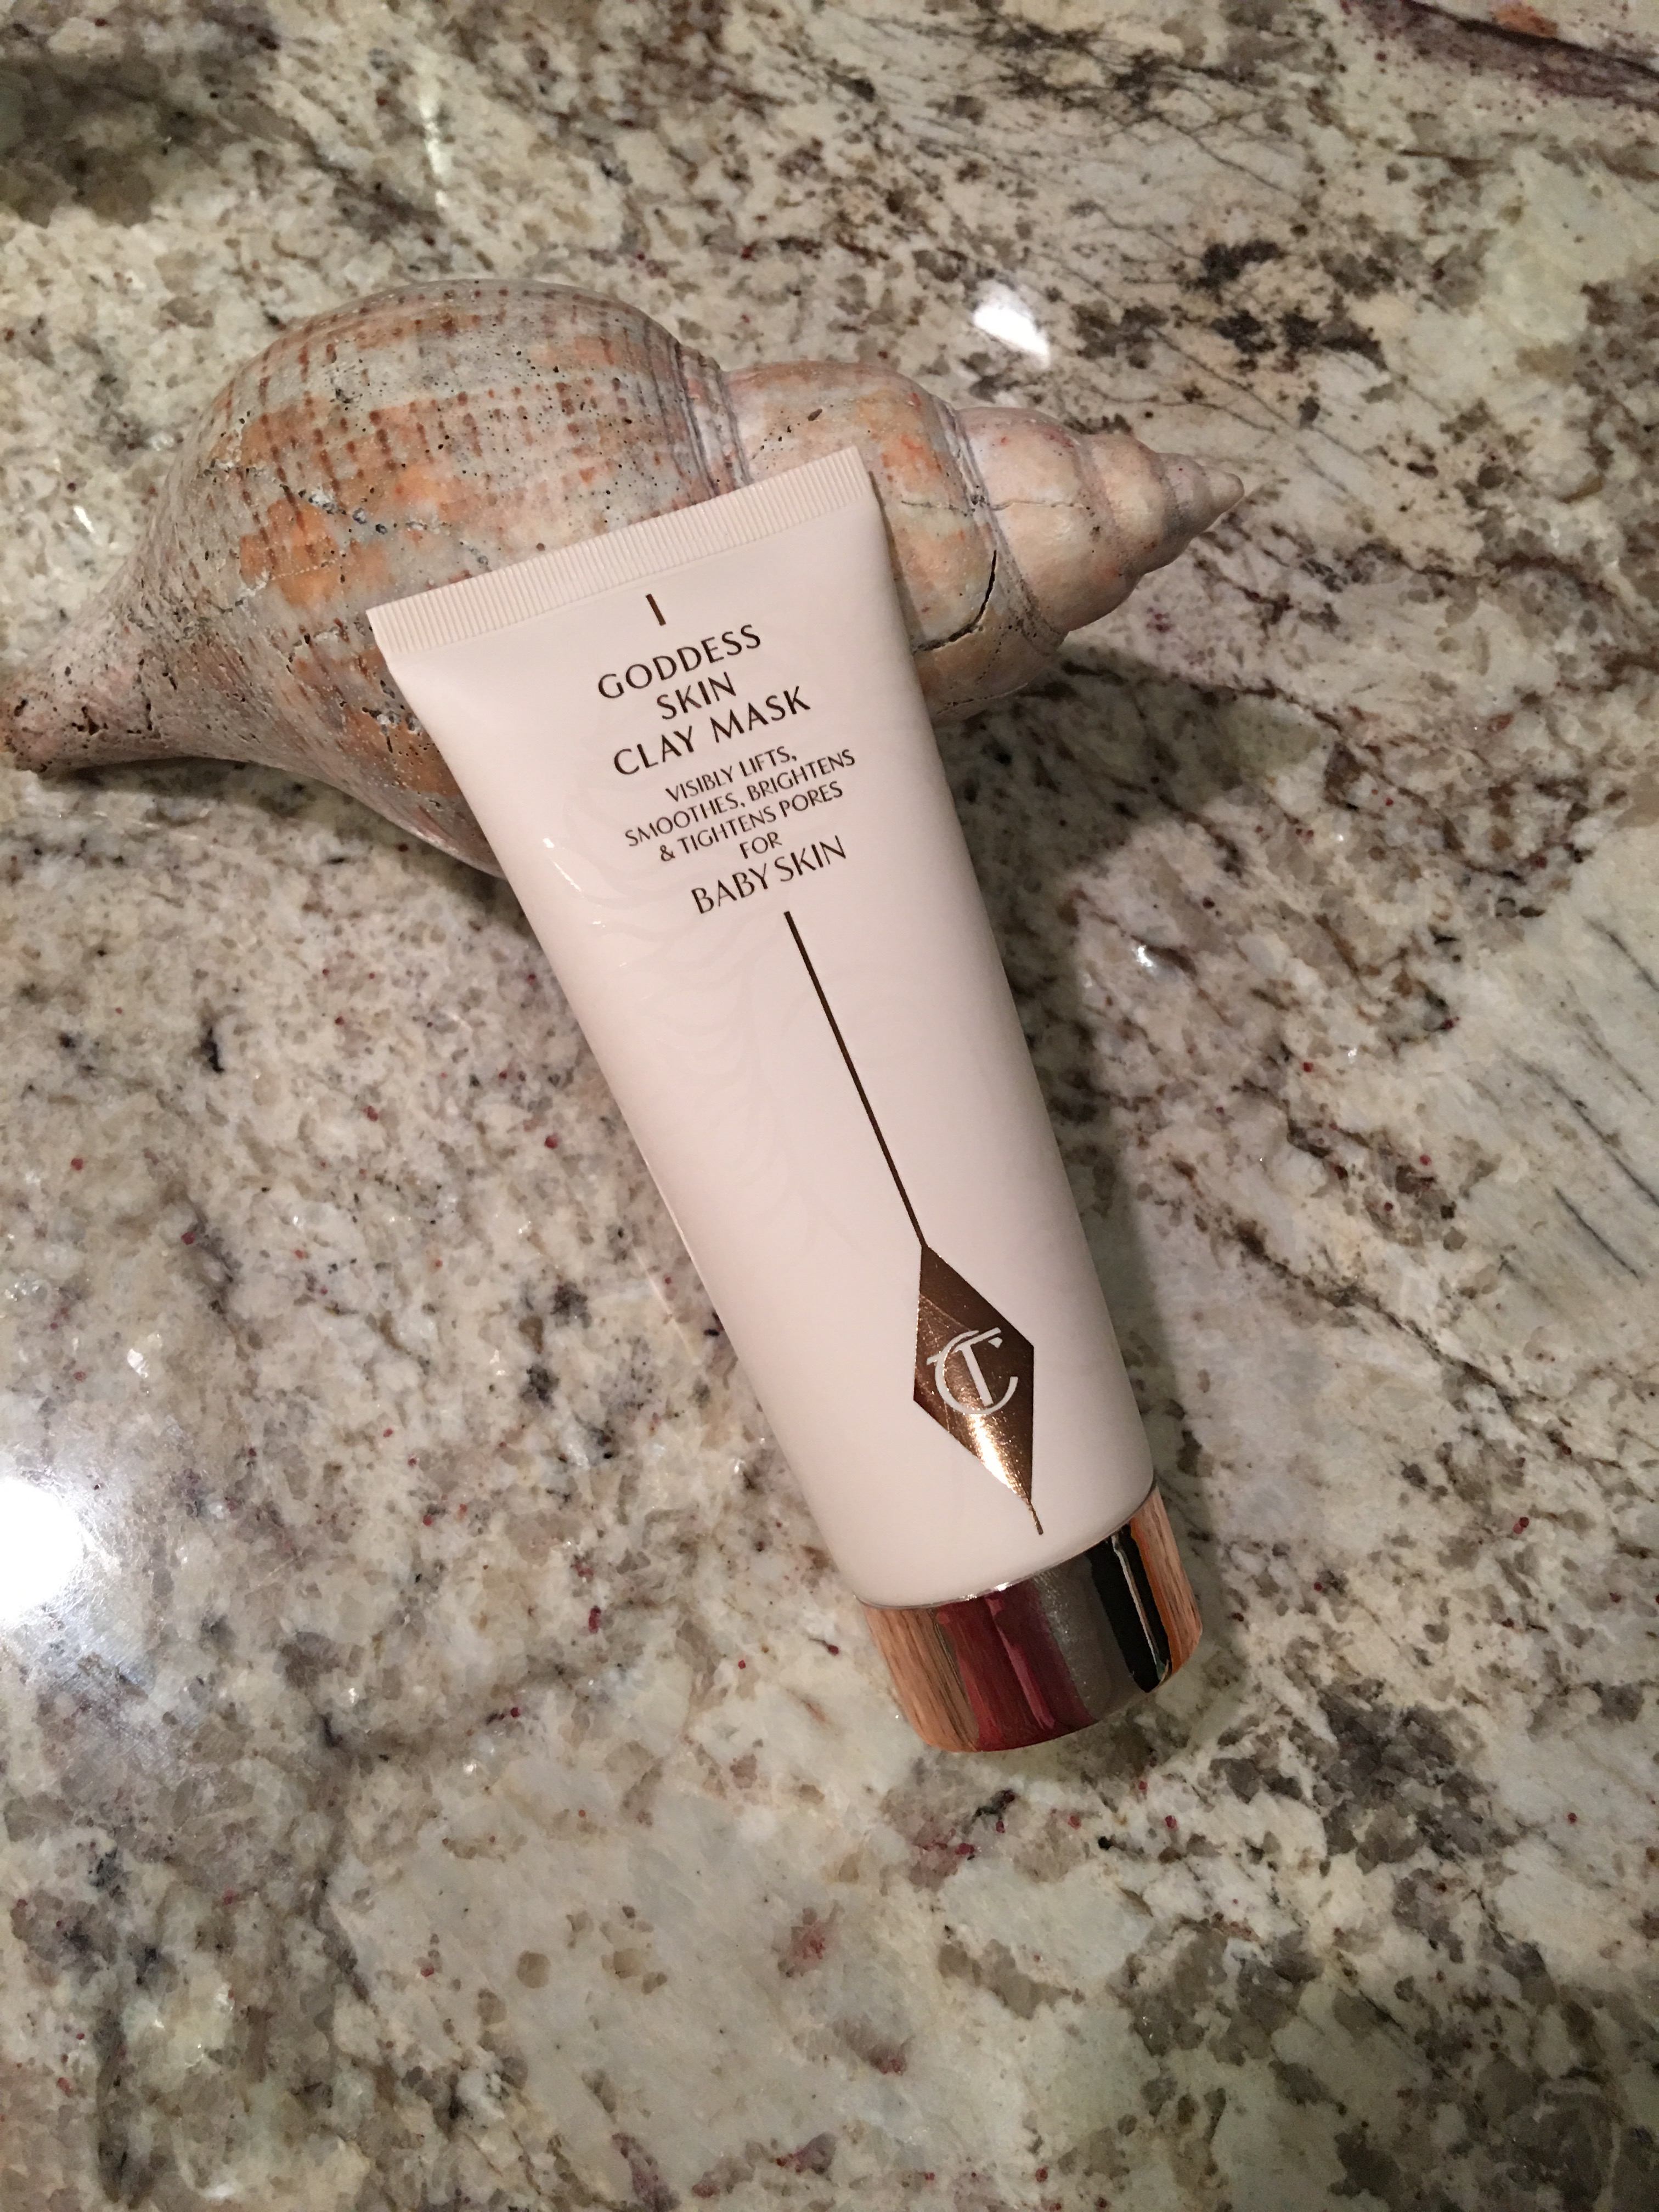 GODDESS
SKIN
CLAY MASK
VISIBLY LIFTS,
SMOOTHES, BRIGHTENS
& TIGHTENS PORES
FOR
BABY SKIN
CT